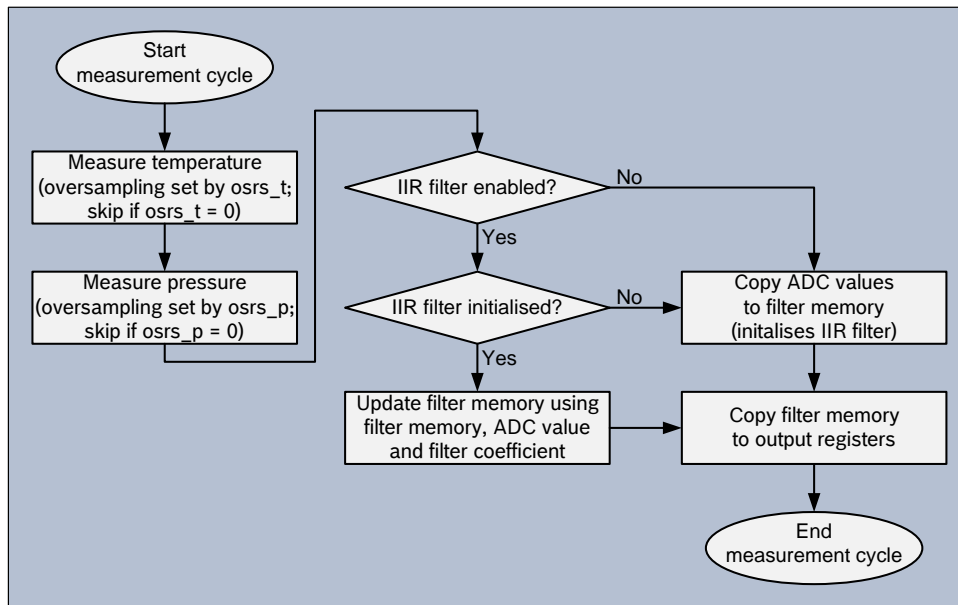 Start
measurement cycle
Measure temperature
(oversampling set by osrs_t;
skip if osrs_t = 0)
Measure pressure
(oversampling set by osrs_p;
skip if osrs_p = 0)
IIR filter enabled?
No
Yes
IIR filter initialised?
No
Yes
Copy ADC values
to filter memory
(initalises IIR filter)
Update filter memory using
filter memory, ADC value
and filter coefficient
Copy filter memory
to output registers
End
measurement cycle